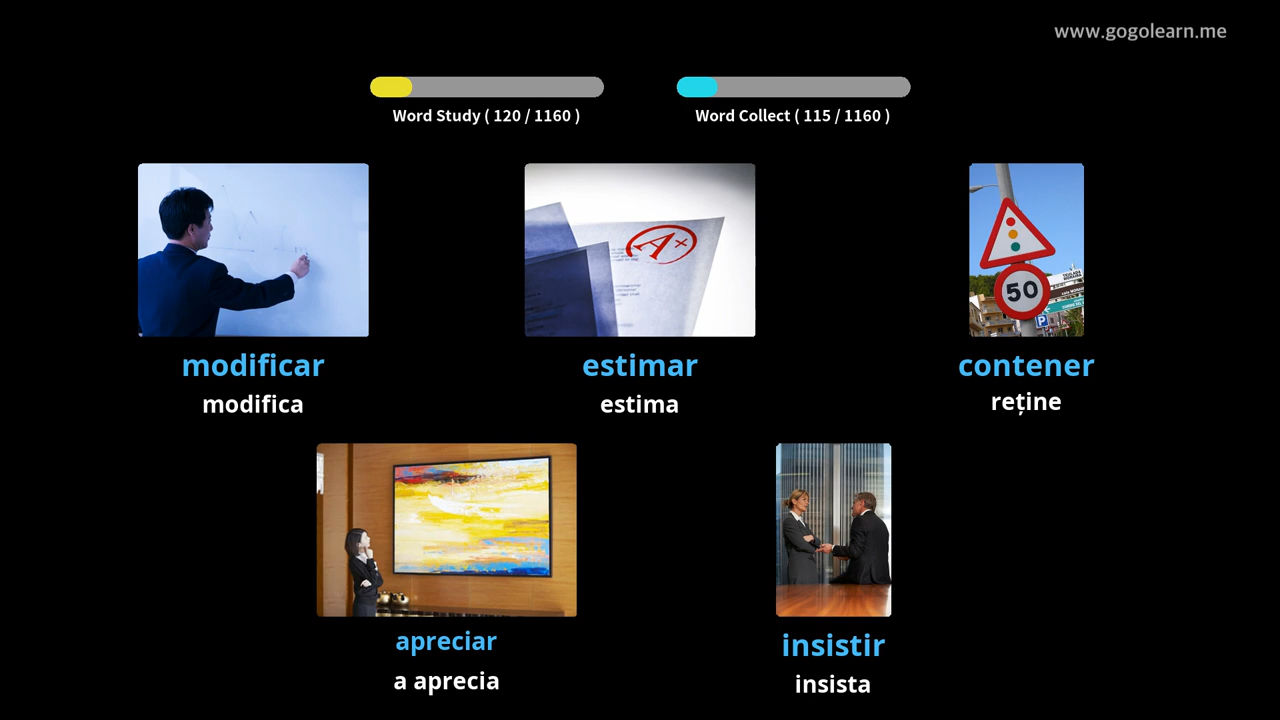 www.gogolearn.me
Word Study ( 120 / 1160 )
Word Collect ( 115 / 1160 )
A+
50
P
modificar
estimar
contener
modifica
estima
reține
apreciar
insistir
a aprecia
insista